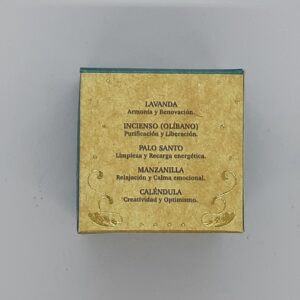 LAVANDA
Armonía y Renovación.
INCIENSO (OLÍBANO)
Purificación y Liberación.
PALO SANTO
Limpieza y Recarga energética.
MANZANILLA
Relajación y Calma emocional.
CALÉNDULA
Creatividad y Optimismo.